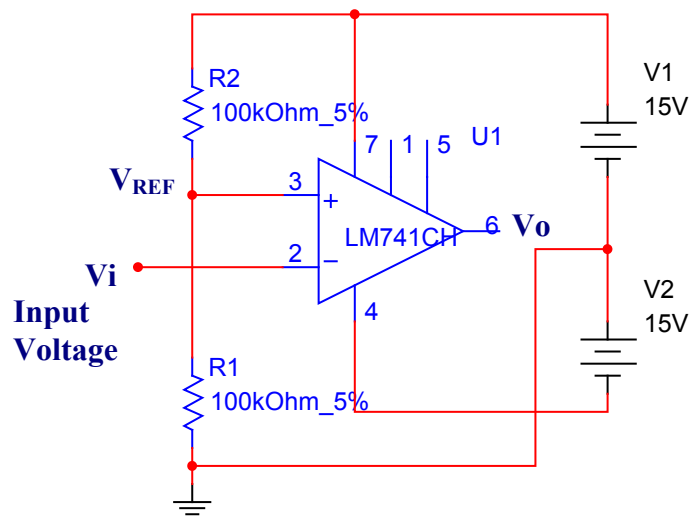 R2
100kOhm_5%
V1
15V
7
1
5
U1
VREF
3
+
LM741CH
6
Vo
2
−
Vi
Input
Voltage
4
V2
15V
R1
100kOhm_5%